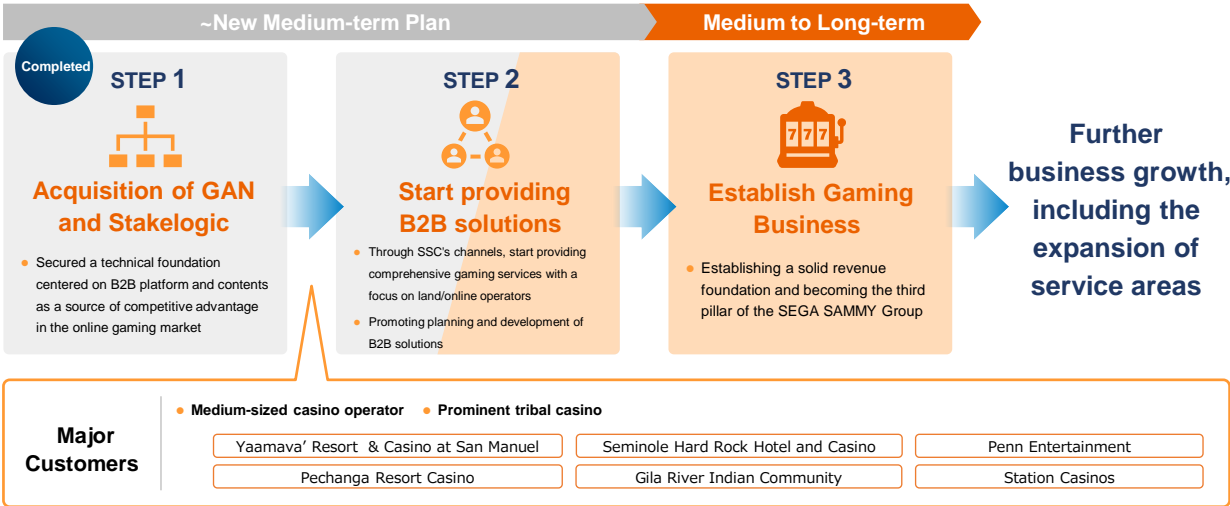 ~New Medium-term Plan
Medium to Long-term
Completed
STEP 1
Acquisition of GAN
and Stakelogic
● Secured a technical foundation
centered on B2B platform and contents
as a source of competitive advantage
in the online gaming market
STEP 2
Start providing
B2B solutions
● Through SSC's channels, start providing
comprehensive gaming services with a
focus on land/online operators
● Promoting planning and development of
B2B solutions
STEP 3
777
Establish Gaming
Business
● Establishing a solid revenue
foundation and becoming the third
pillar of the SEGA SAMMY Group
Further
business growth,
including the
expansion of
service areas
Major
Customers
● Medium-sized casino operator ● Prominent tribal casino
Yaamava’ Resort & Casino at San Manuel
Seminole Hard Rock Hotel and Casino
Penn Entertainment
Pechanga Resort Casino
Gila River Indian Community
Station Casinos